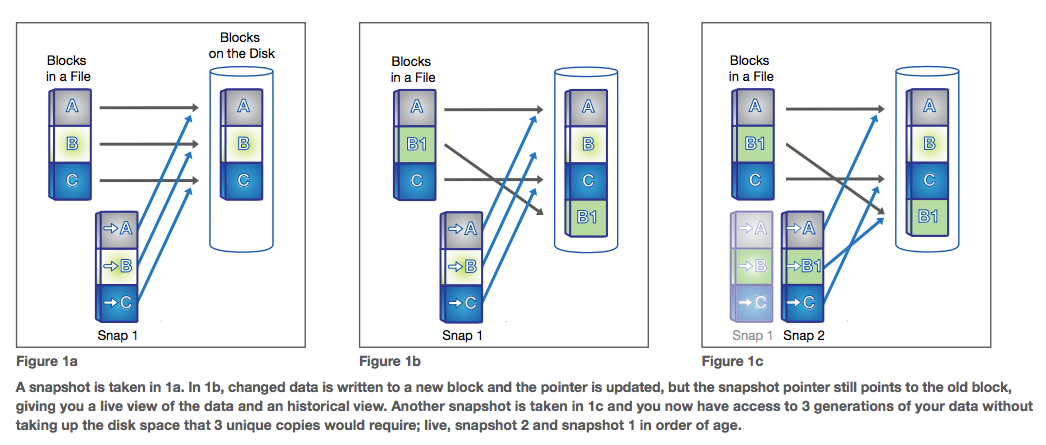 Blocks
on the Disk
Blocks
in a File
A
B
C
A
B
C
→A
→B
→C
Snap 1
Figure 1a
Blocks
in a File
A
B1
C
A
B
C
B1
→A
→B
→C
Snap 1
Figure 1b
Blocks
in a File
A
B1
C
A
B
C
B1
→A
→B
→C
→A
→B1
→C
Snap 1
Snap 2
Figure 1c
A snapshot is taken in 1a. In 1b, changed data is written to a new block and the pointer is updated, but the snapshot pointer still points to the old block,
giving you a live view of the data and an historical view. Another snapshot is taken in 1c and you now have access to 3 generations of your data without
taking up the disk space that 3 unique copies would require; live, snapshot 2 and snapshot 1 in order of age.